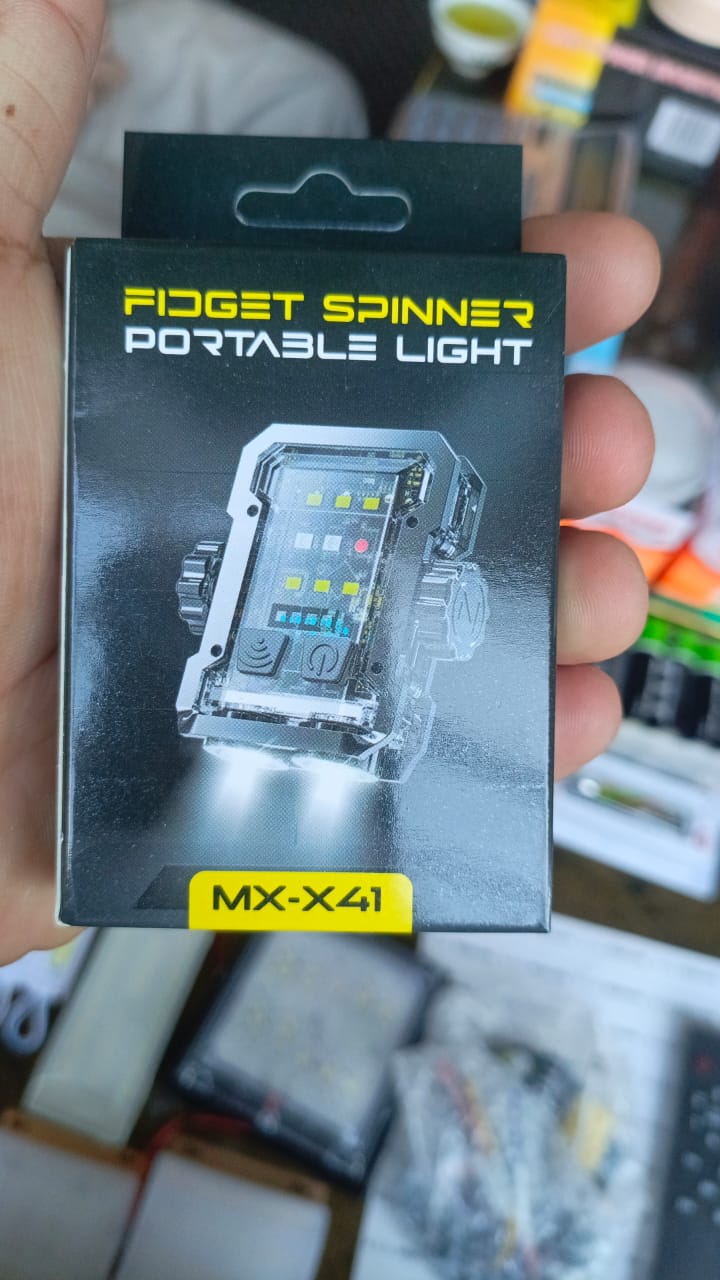 FIDGET SPINNER
PORTABLE LIGHT
MX-X41